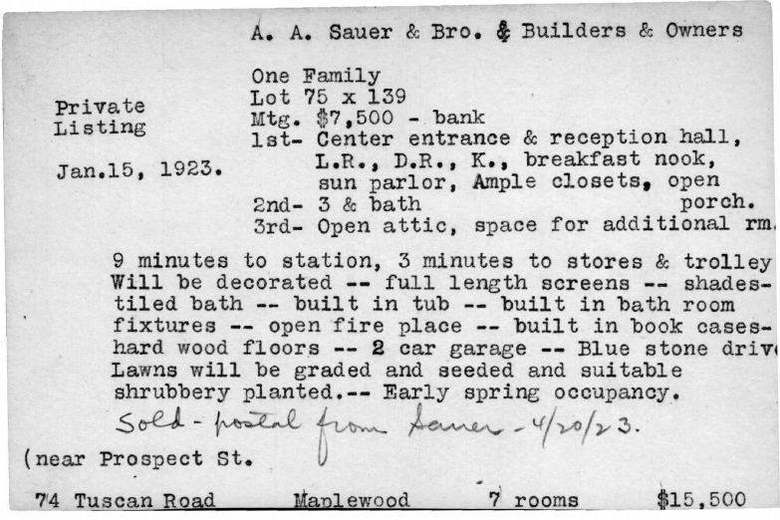 A. A. Sauer & Bro. & Builders & Owners
One Family
Lot 75 x 139
Private Listing
Mtg. $7,500 - bank
1st- Center entrance & reception hall,
Jan.15, 1923.
L.R., D.R., K., breakfast nook,
sun parlor, Ample closets, open
porch.
2nd- 3 & bath
3rd- Open attic, space for additional rm.
9 minutes to station, 3 minutes to stores & trolley
Will be decorated -- full length screens -- shades-
tiled bath -- built in tub -- built in bath room
fixtures -- open fire place -- built in book cases-
hard wood floors -- 2 car garage -- Blue stone driv
Lawns will be graded and seeded and suitable
shrubbery planted.-- Early spring occupancy.
Sold - postal from Sauer - 4/20/23.
(near Prospect St.
74 Tuscan Road Maplewood 7 rooms $15,500